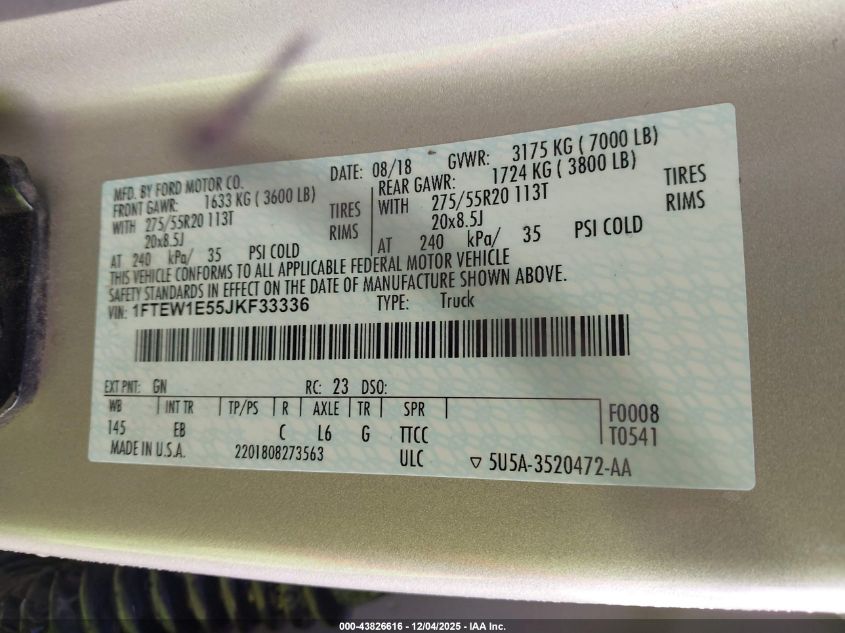 MFD. BY FORD MOTOR CO. DATE: 08/18 GVWR: 3175 KG ( 7000 LB)
FRONT GAWR: 1633 KG ( 3600 LB) REAR GAWR: 1724 KG ( 3800 LB)
WITH 275/55R20 113T TIRES WITH 275/55R20 113T TIRES
20x8.5J RIMS 20x8.5J RIMS
AT 240 kPa/ 35 PSI COLD AT 240 kPa/ 35 PSI COLD
THIS VEHICLE CONFORMS TO ALL APPLICABLE FEDERAL MOTOR VEHICLE
SAFETY STANDARDS IN EFFECT ON THE DATE OF MANUFACTURE SHOWN ABOVE.
VIN: 1FTEW1E55JKF33336 TYPE: Truck
EXT PNT: GN RC: 23 DSO:
WB INT TR TP/PS R AXLE TR SPR F0008
145 EB C L6 G TTCC T0541
MADE IN U.S.A. 2201808273563 ULC ▽ 5U5A-3520472-AA
000-43826616 - 12/04/2025 - IAA Inc.